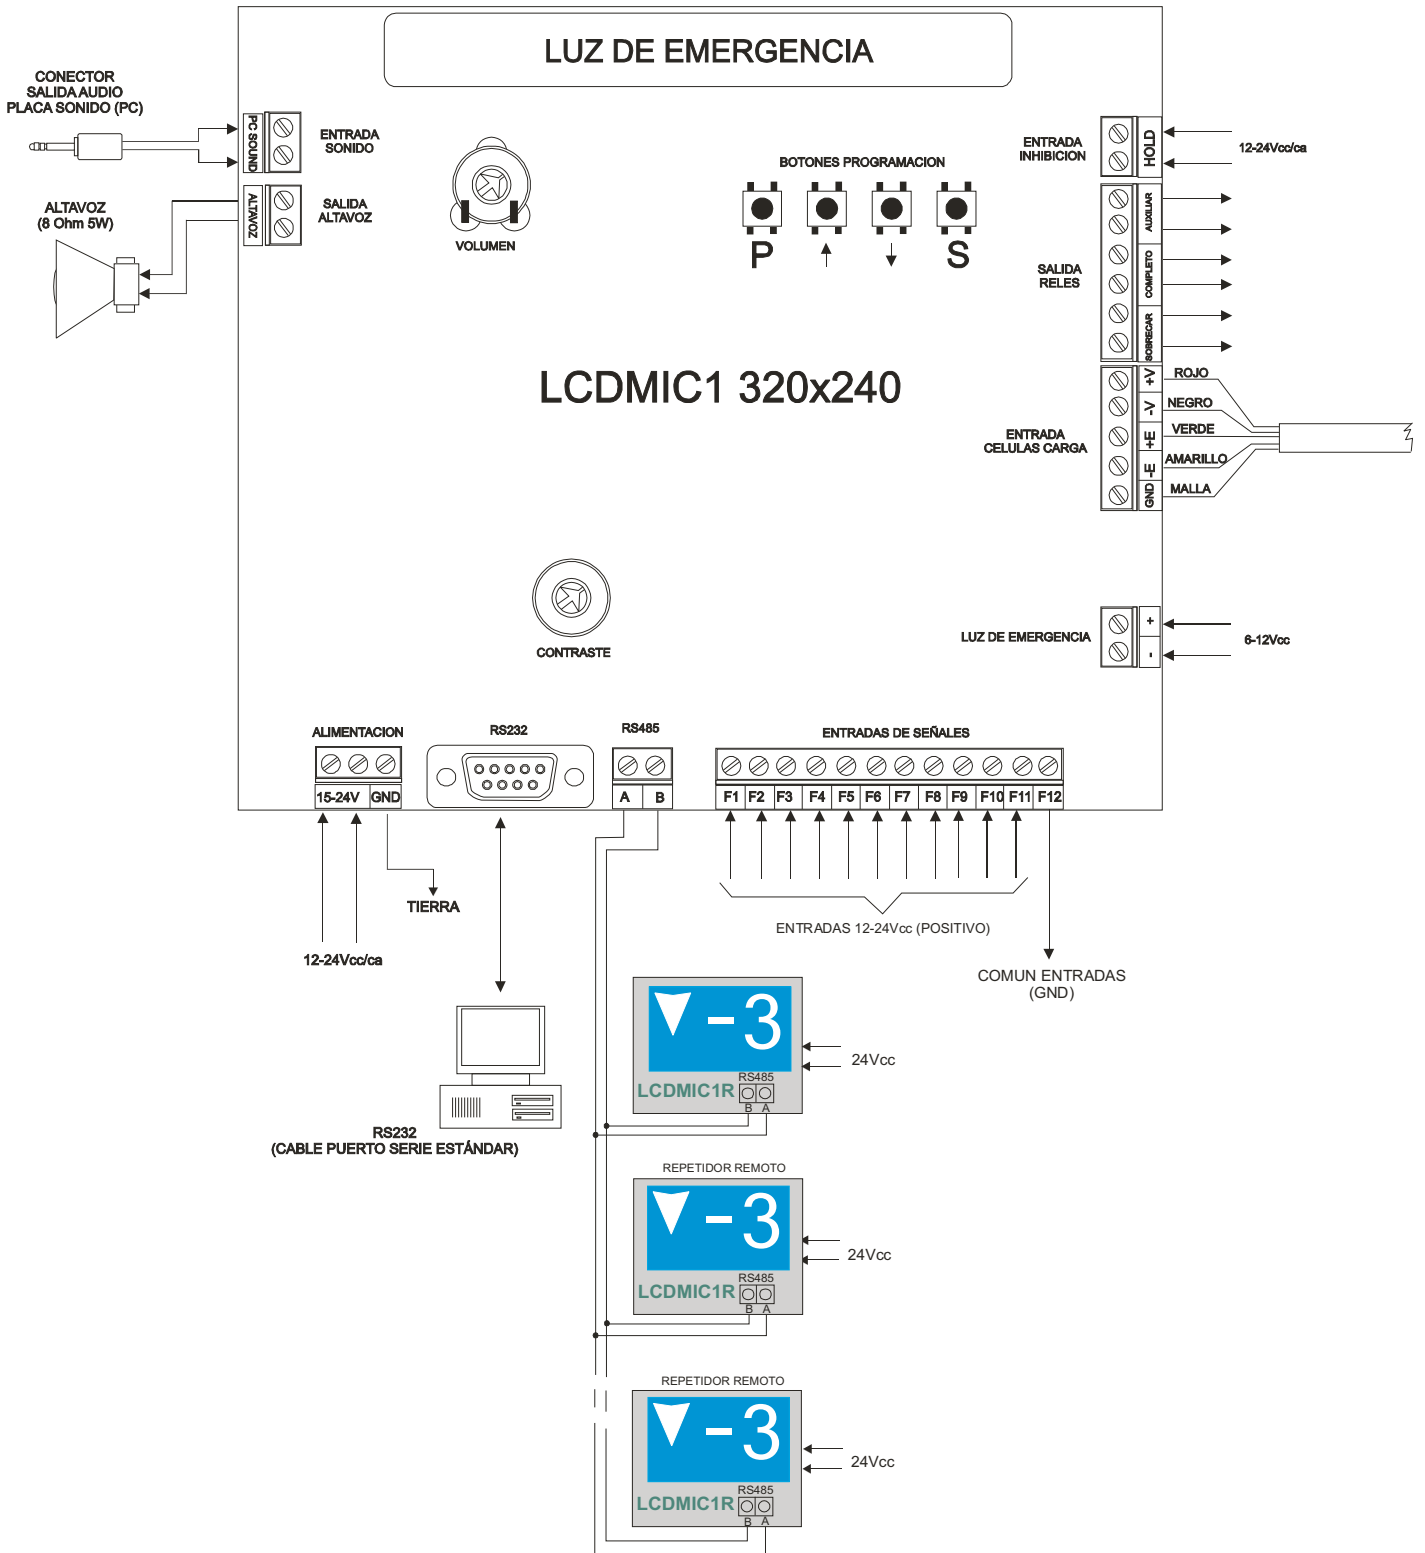 LUZ DE EMERGENCIA
CONECTOR
SALIDA AUDIO
PLACA SONIDO (PC)
PC SOUND
ENTRADA
SONIDO
ALTAVOZ
(8 Ohm 5W)
ALTAVOZ
SALIDA
ALTAVOZ
VOLUMEN
BOTONES PROGRAMACION
P
S
ENTRADA
INHIBICION
HOLD
12-24Vcc/ca
SALIDA
RELES
AUXILIAR
COMPLETO
SOBRECAR
LCDMIC1 320x240
ENTRADA
CELULAS CARGA
+V
ROJO
-V
NEGRO
+E
VERDE
-E
AMARILLO
GND
MALLA
CONTRASTE
LUZ DE EMERGENCIA
+
-
6-12Vcc
ALIMENTACION
15-24V
GND
RS232
RS485
A
B
ENTRADAS DE SEÑALES
F1
F2
F3
F4
F5
F6
F7
F8
F9
F10
F11
F12
TIERRA
12-24Vcc/ca
ENTRADAS 12-24Vcc (POSITIVO)
COMUN ENTRADAS
(GND)
RS232
(CABLE PUERTO SERIE ESTÁNDAR)
-3
24Vcc
RS485
LCDMIC1R
B
A
REPETIDOR REMOTO
-3
24Vcc
RS485
LCDMIC1R
B
A
REPETIDOR REMOTO
-3
24Vcc
RS485
LCDMIC1R
B
A